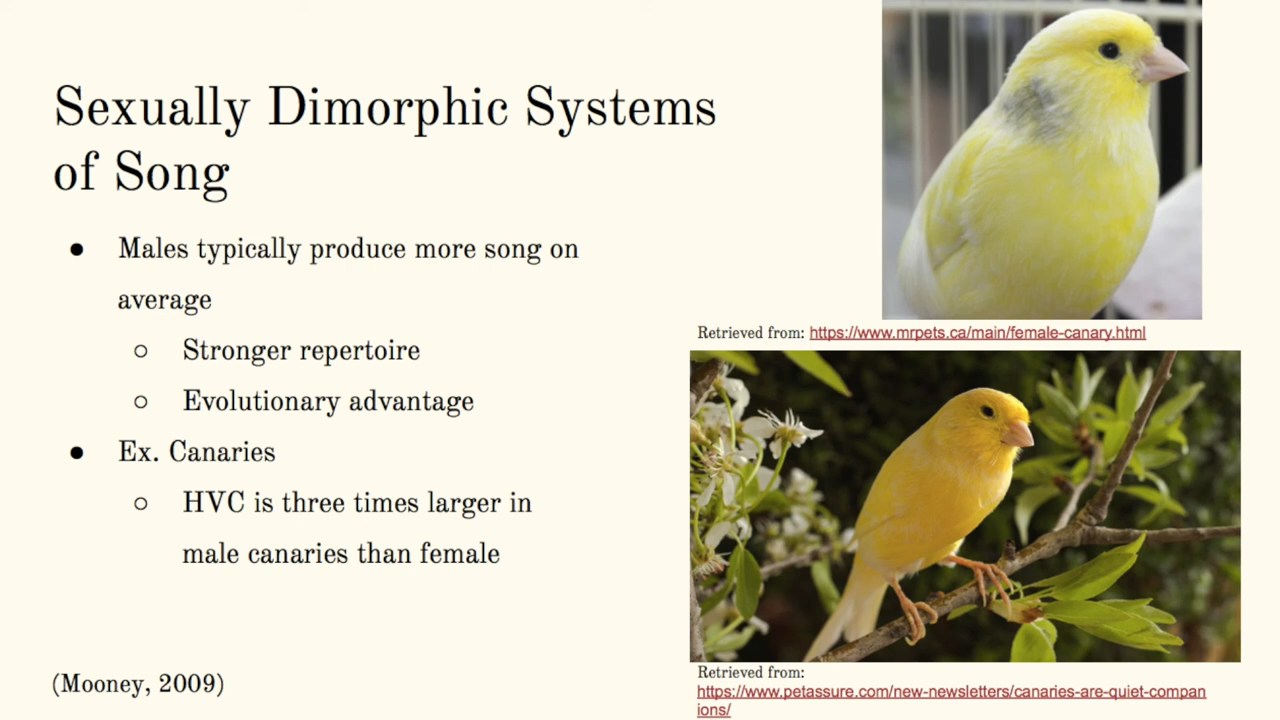 Sexually Dimorphic Systems
of Song
● Males typically produce more song on
average
○ Stronger repertoire
○ Evolutionary advantage
● Ex. Canaries
○ HVC is three times larger in
male canaries than female
(Mooney, 2009)
Retrieved from: https://www.mrpets.ca/main/female-canary.html
Retrieved from:
https://www.petassure.com/new-newsletters/canaries-are-quiet-compan
ions/